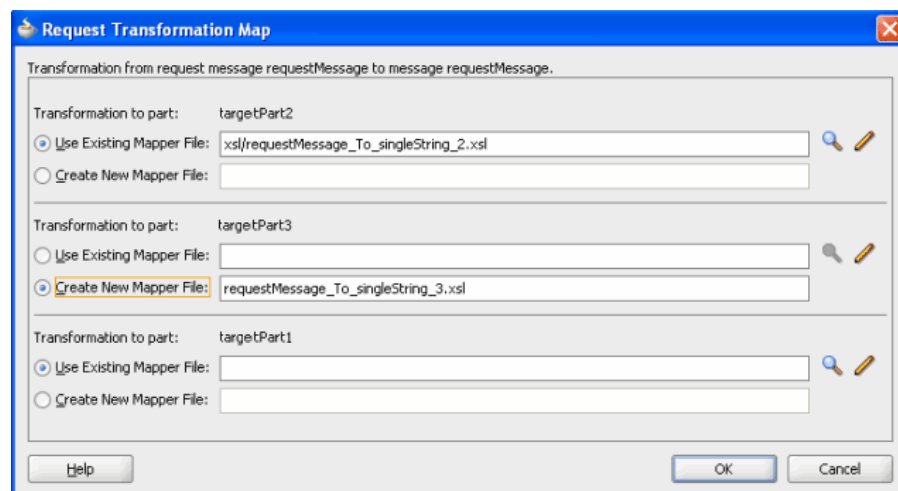 Request Transformation Map
Transformation from request message requestMessage to message requestMessage.
Transformation to part: targetPart2
Use Existing Mapper File: xsl/requestMessage_To_singleString_2.xsl
Create New Mapper File:
Transformation to part: targetPart3
Use Existing Mapper File:
Create New Mapper File: requestMessage_To_singleString_3.xsl
Transformation to part: targetPart1
Use Existing Mapper File:
Create New Mapper File:
Help OK Cancel